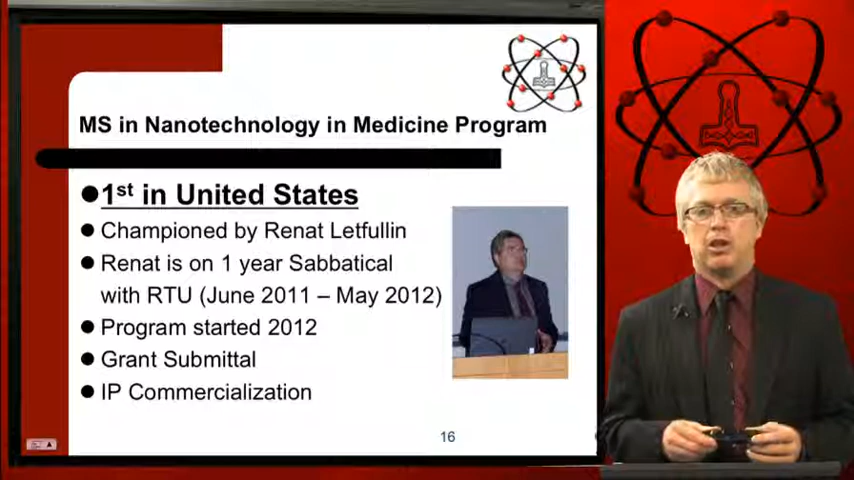 MS in Nanotechnology in Medicine Program
●1st in United States
● Championed by Renat Letfullin
● Renat is on 1 year Sabbatical
with RTU (June 2011 – May 2012)
● Program started 2012
● Grant Submittal
● IP Commercialization
16